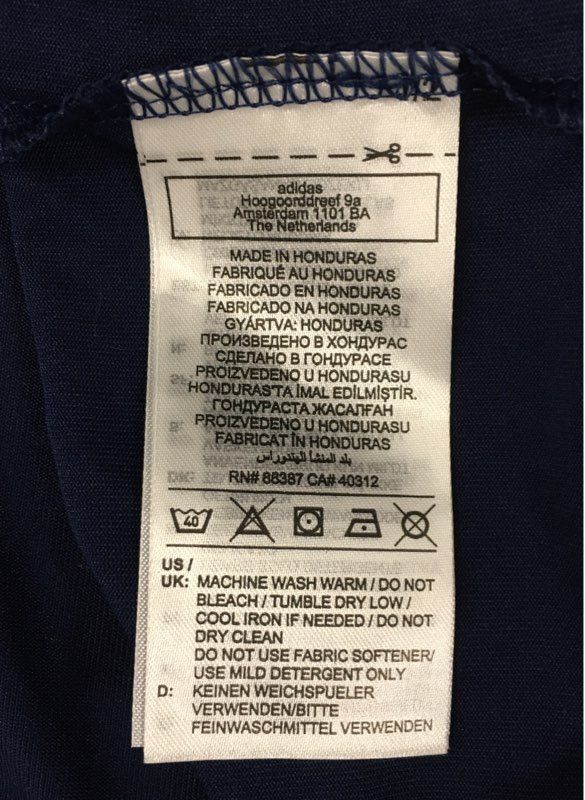 adidas
Hoogoorddreef 9a
Amsterdam 1101 BA
The Netherlands
MADE IN HONDURAS
FABRIQUÉ AU HONDURAS
FABRICADO EN HONDURAS
FABRICADO NA HONDURAS
GYÁRTVA: HONDURAS
ПРОИЗВЕДЕНО В ХОНДУРАС
СДЕЛАНО В ГОНДУРАСЕ
PROIZVEDENO U HONDURASU
HONDURAS'TA IMAL EDİLMİŞTİR.
ГОНДУРАСТА ЖАСАЛҒАН
PROIZVEDENO U HONDURASU
FABRICAT ÎN HONDURAS
بلد المنشأ الهندوراس
RN# 88387 CA# 40312
40
US /
UK: MACHINE WASH WARM / DO NOT
BLEACH / TUMBLE DRY LOW /
COOL IRON IF NEEDED / DO NOT
DRY CLEAN
DO NOT USE FABRIC SOFTENER/
USE MILD DETERGENT ONLY
D: KEINEN WEICHSPUELER
VERWENDEN/BITTE
FEINWASCHMITTEL VERWENDEN